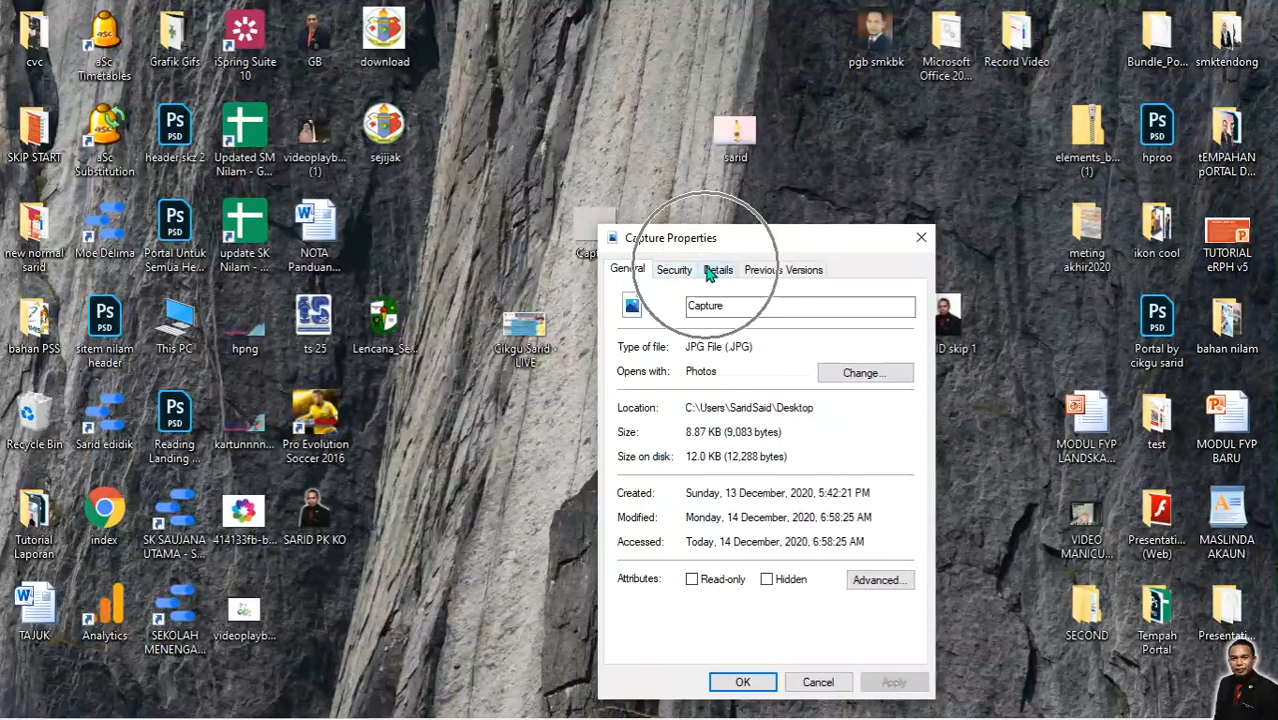 cvc
aSc Timetables
Grafik Gifs
iSpring Suite 10
GB
download
pgb smkbk
Microsoft Office 20...
Record Video
Bundle_Po...
smktendong
SKIP START
aSc Substitution
header skz 2
Updated SM Nilam - G...
videoplayb... (1)
sejijak
sarid
elements_b... (1)
hproo
tEMPAHAN pORTAL D...
new normal sarid
Moe Delima
Portal Untuk Semua He...
update SK Nilam - ...
NOTA Panduan...
meting akhir2020
ikon cool
TUTORIAL eRPH v5
bahan PSS
sitem nilam header
This PC
hpng
ts 25
Lencana_Se...
Cikgu Sarid - LIVE
skip 1
Portal by cikgu sarid
bahan nilam
Recycle Bin
Sarid edidik
Reading Landing ...
kartunnnn...
Pro Evolution Soccer 2016
MODUL FYP LANDSKA...
test
MODUL FYP BARU
Tutorial Laporan
index
SK SAUJANA UTAMA - S...
414133fb-b...
SARID PK KO
VIDEO MANICU...
Presentati... (Web)
MASLINDA AKAUN
TAJUK
Analytics
SEKOLAH MENENGA...
videoplayb...
SECOND
Tempah Portal
Presentati...
Capture Properties
General Security Details Previous Versions
Capture
Type of file: JPG File (.JPG)
Opens with: Photos Change...
Location: C:\Users\SaridSaid\Desktop
Size: 8.87 KB (9,083 bytes)
Size on disk: 12.0 KB (12,288 bytes)
Created: Sunday, 13 December, 2020, 5:42:21 PM
Modified: Monday, 14 December, 2020, 6:58:25 AM
Accessed: Today, 14 December, 2020, 6:58:25 AM
Attributes: Read-only Hidden Advanced...
OK Cancel Apply